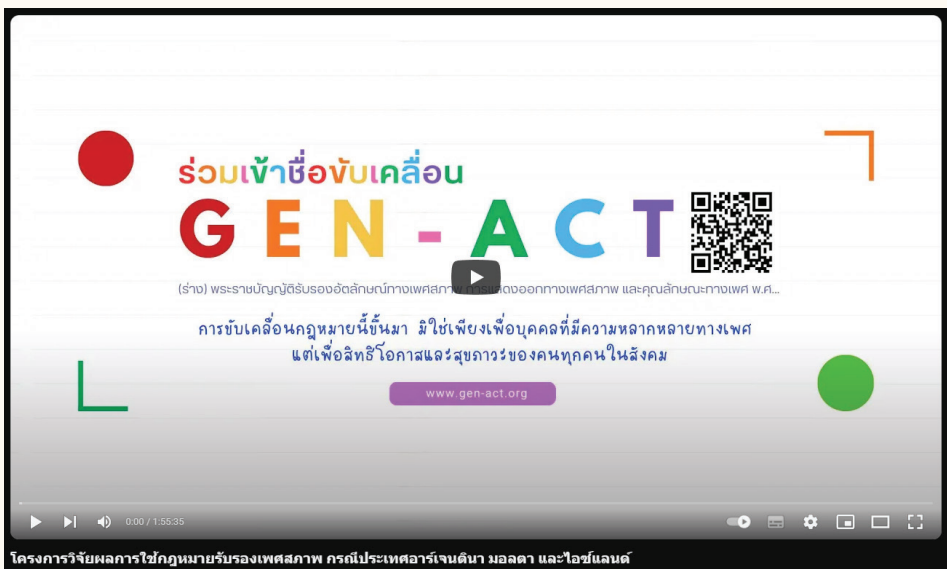 ร่วมเข้าชื่อขับเคลื่อน
GEN-ACT
(ร่าง) พระราชบัญญัติรับรองอัตลักษณ์ทางเพศสภาพ การแสดงออกทางเพศสภาพ และคุณลักษณะทางเพศ พ.ศ...
การขับเคลื่อนกฎหมายนี้ขึ้นมา มิใช่เพียงเพื่อบุคคลที่มีความหลากหลายทางเพศ
แต่เพื่อสิทธิโอกาสและสุขภาวะของคนทุกคนในสังคม
www.gen-act.org
0:00 / 1:55:35
โครงการวิจัยผลการใช้กฎหมายรับรองเพศสภาพ กรณีประเทศอาร์เจนตินา มอลตา และไอซ์แลนด์